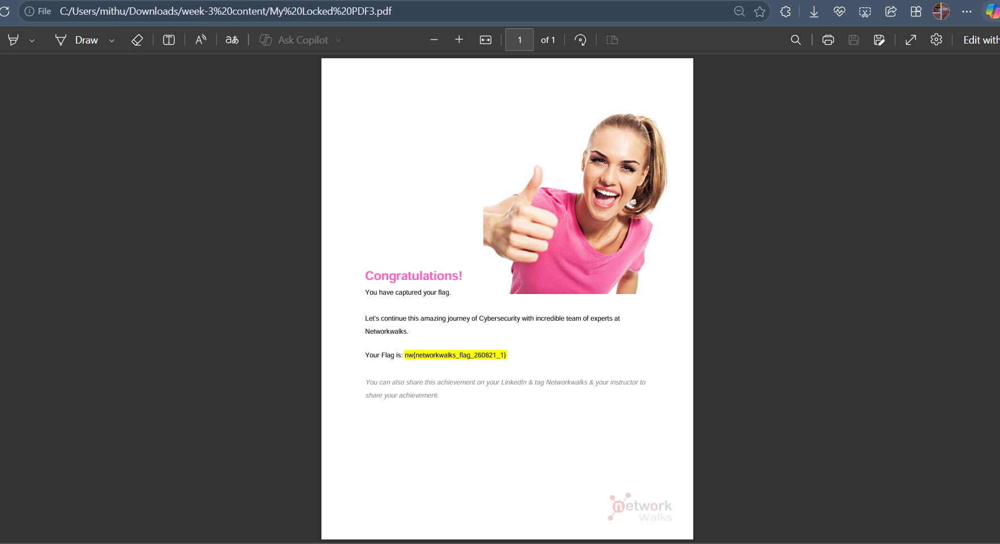 File C:/Users/mithu/Downloads/week-3%20content/My%20Locked%20PDF3.pdf
Draw aあ Ask Copilot 1 of 1 Edit with
Congratulations!
You have captured your flag.
Let's continue this amazing journey of Cybersecurity with incredible team of experts at
Networkwalks.
Your Flag is: nw{networkwalks_flag_260821_1}
You can also share this achievement on your LinkedIn & tag Networkwalks & your instructor to
share your achievement.
network
Walks